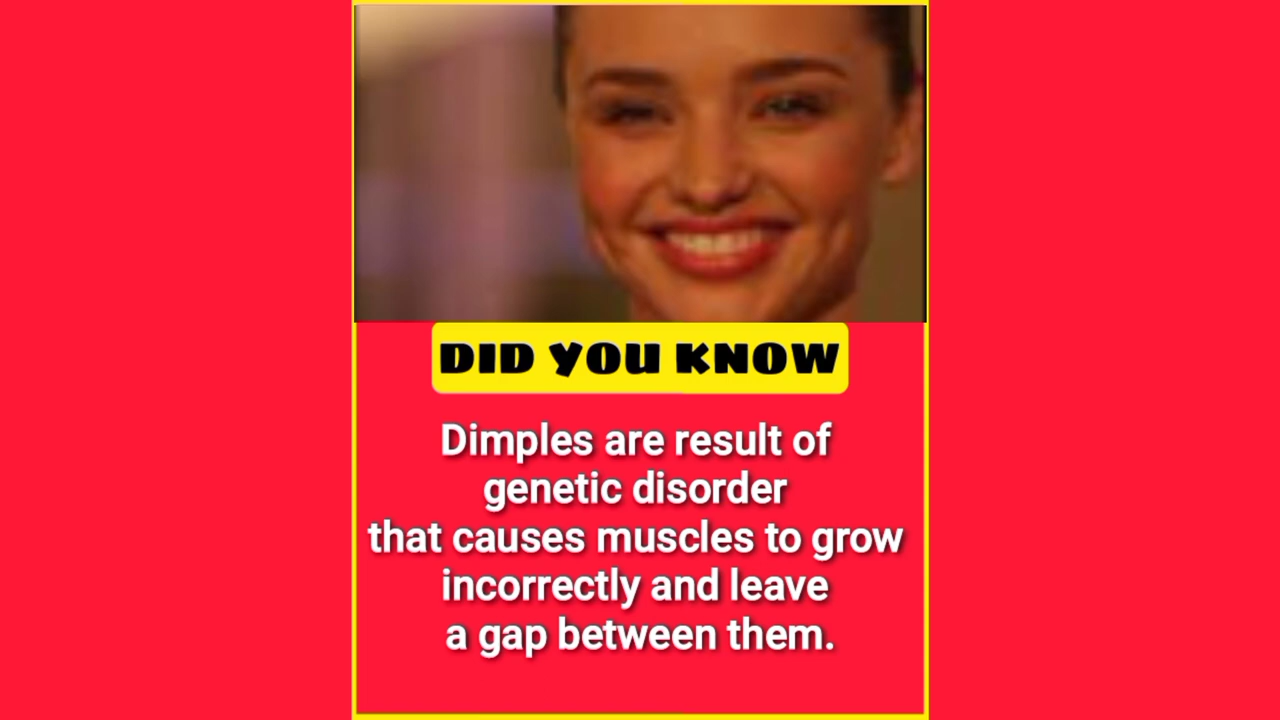 DID YOU KNOW
Dimples are result of
genetic disorder
that causes muscles to grow
incorrectly and leave
a gap between them.